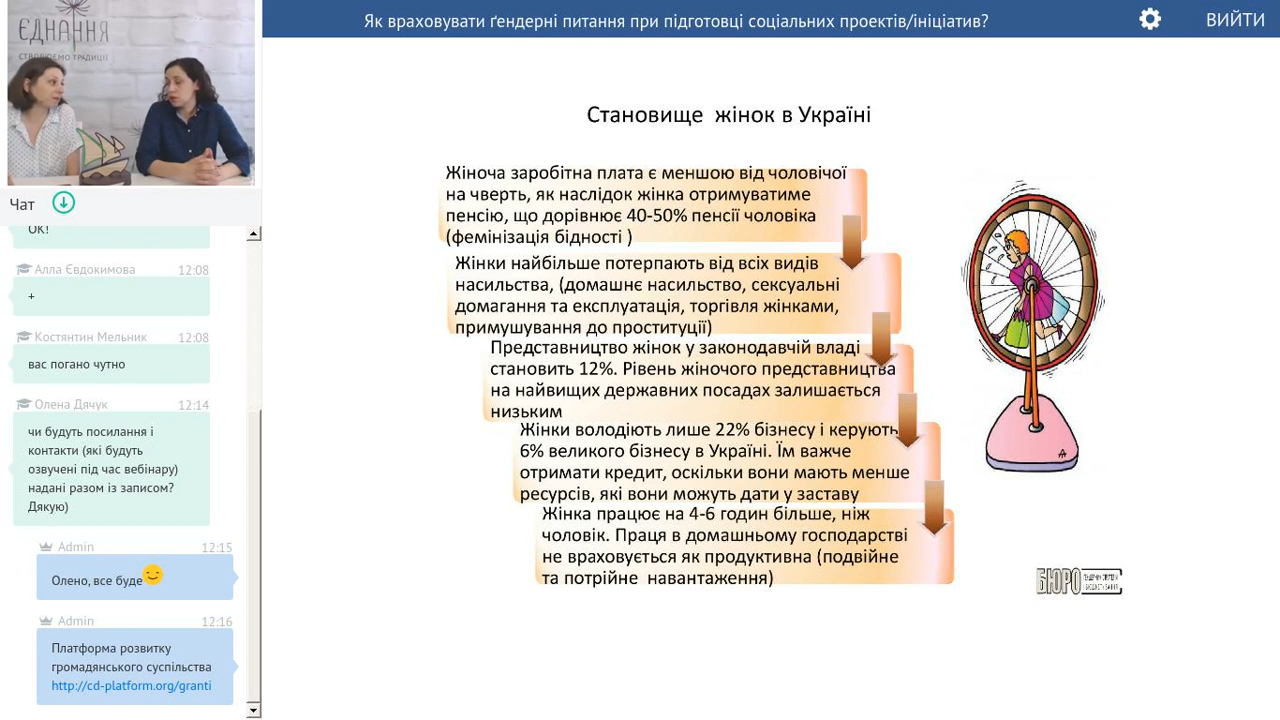 ЄДНАННЯ
СТВОРЮЄМО ТРАДИЦІЇ
Як враховувати ґендерні питання при підготовці соціальних проектів/ініціатив?
ВИЙТИ
Чат
ОК!
Алла Євдокимова 12:08
+
Костянтин Мельник 12:08
вас погано чутно
Олена Дячук 12:14
чи будуть посилання і
контакти (які будуть
озвучені під час вебінару)
надані разом із записом?
Дякую)
Admin 12:15
Олено, все буде
Admin 12:16
Платформа розвитку
громадянського суспільства
http://cd-platform.org/granti
Становище жінок в Україні
Жіноча заробітна плата є меншою від чоловічої
на чверть, як наслідок жінка отримуватиме
пенсію, що дорівнює 40-50% пенсії чоловіка
(фемінізація бідності )
Жінки найбільше потерпають від всіх видів
насильства, (домашнє насильство, сексуальні
домагання та експлуатація, торгівля жінками,
примушування до проституції)
Представництво жінок у законодавчій владі
становить 12%. Рівень жіночого представництва
на найвищих державних посадах залишається
низьким
Жінки володіють лише 22% бізнесу і керують
6% великого бізнесу в Україні. Їм важче
отримати кредит, оскільки вони мають менше
ресурсів, які вони можуть дати у заставу
Жінка працює на 4-6 годин більше, ніж
чоловік. Праця в домашньому господарстві
не враховується як продуктивна (подвійне
та потрійне навантаження)
БЮРО